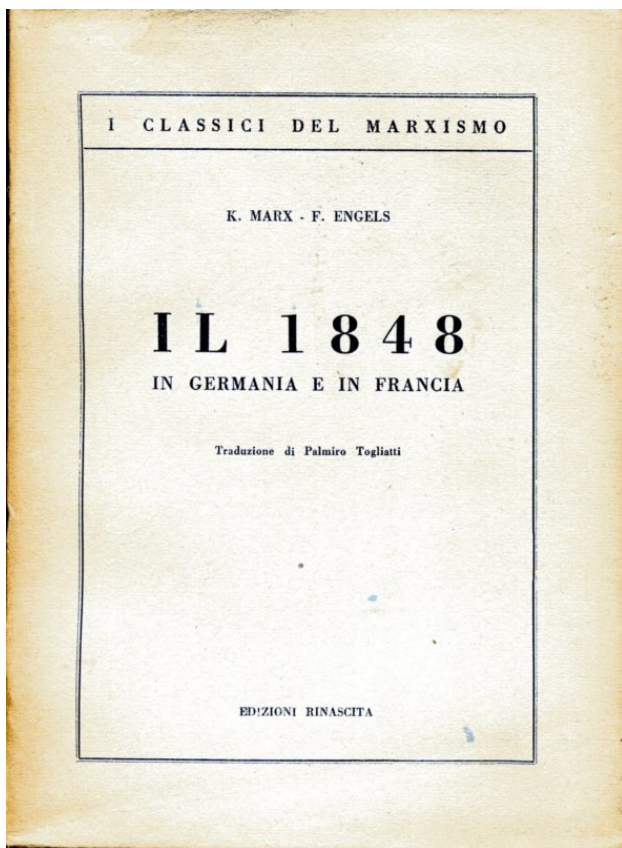 I CLASSICI DEL MARXISMO
K. MARX - F. ENGELS
IL 1848
IN GERMANIA E IN FRANCIA
Traduzione di Palmiro Togliatti
EDIZIONI RINASCITA